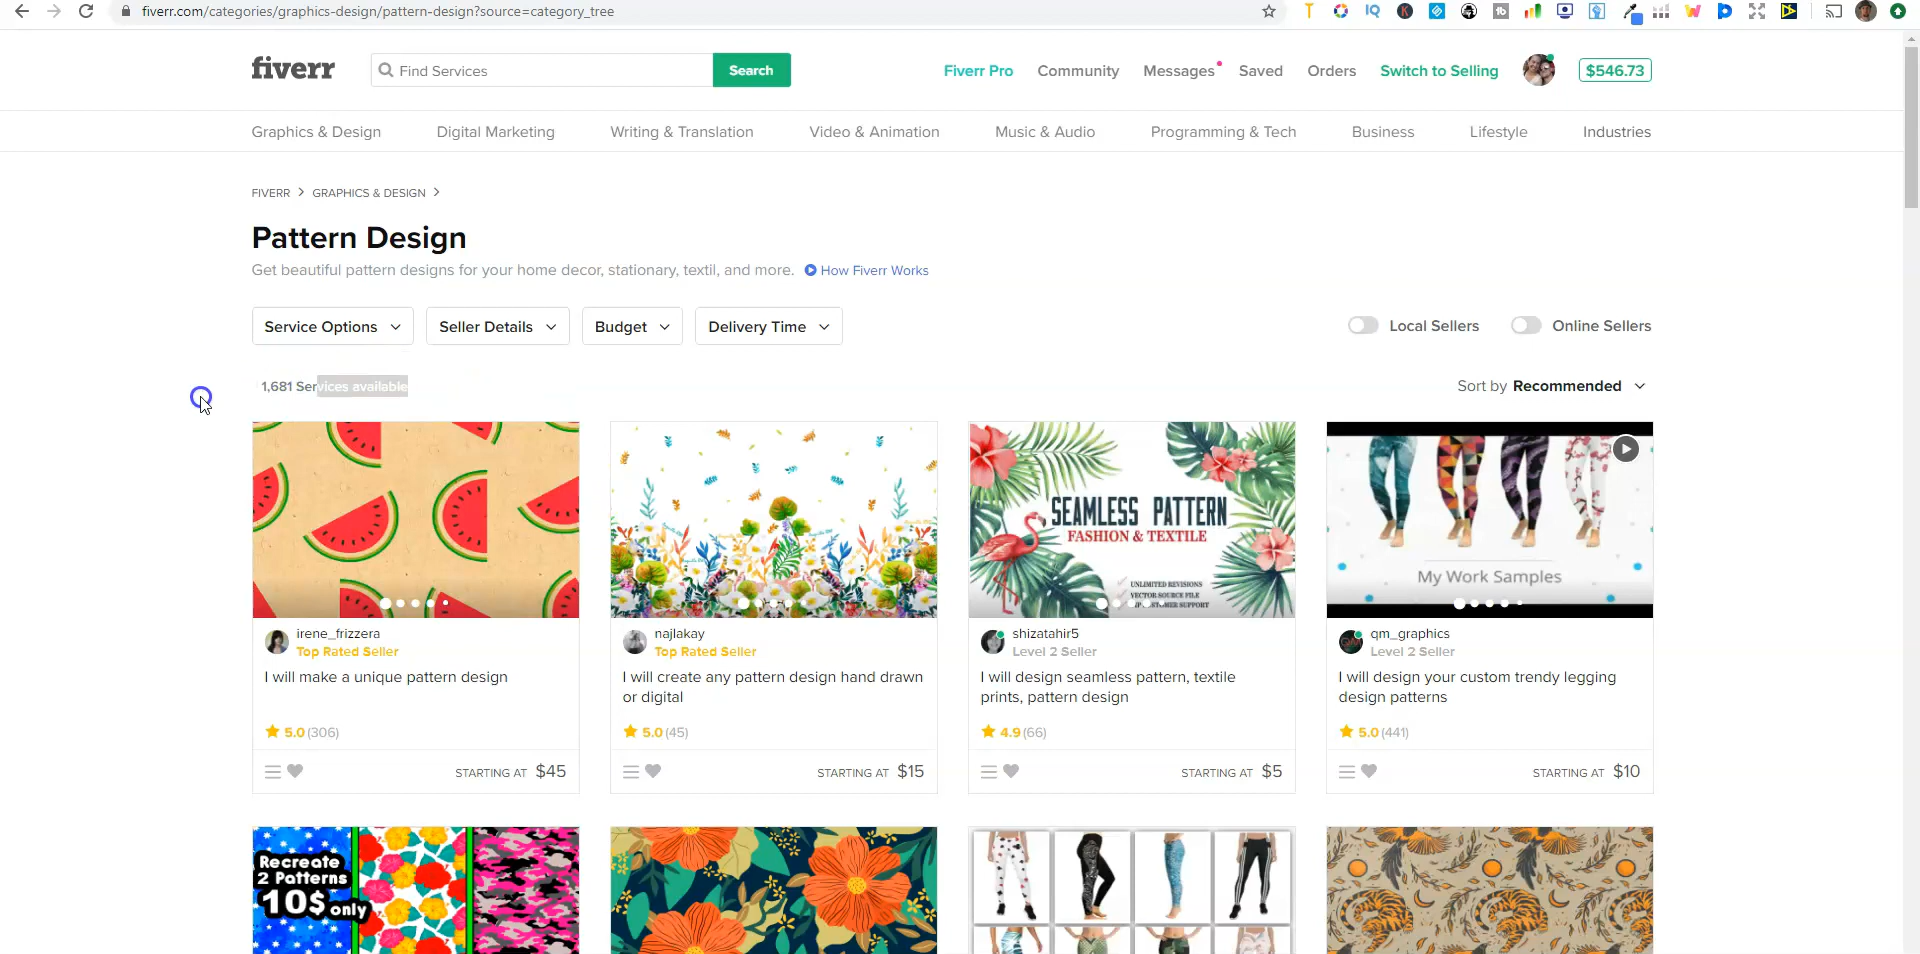 fiverr.com/categories/graphics-design/pattern-design?source=category_tree
fiverr
Find Services
Search
Fiverr Pro
Community
Messages
Saved
Orders
Switch to Selling
$546.73
Graphics & Design
Digital Marketing
Writing & Translation
Video & Animation
Music & Audio
Programming & Tech
Business
Lifestyle
Industries
FIVERR > GRAPHICS & DESIGN >
Pattern Design
Get beautiful pattern designs for your home decor, stationary, textil, and more.
How Fiverr Works
Service Options
Seller Details
Budget
Delivery Time
Local Sellers
Online Sellers
1,681 Services available
Sort by Recommended
SEAMLESS PATTERN
FASHION & TEXTILE
UNLIMITED REVISIONS
VECTOR SOURCE FILE
My Work Samples
irene_frizzera
Top Rated Seller
I will make a unique pattern design
5.0 (306)
STARTING AT $45
najlakay
Top Rated Seller
I will create any pattern design hand drawn
or digital
5.0 (45)
STARTING AT $15
shizatahir5
Level 2 Seller
I will design seamless pattern, textile
prints, pattern design
4.9 (66)
STARTING AT $5
qm_graphics
Level 2 Seller
I will design your custom trendy legging
design patterns
5.0 (441)
STARTING AT $10
Recreate
2 Patterns
10$ only